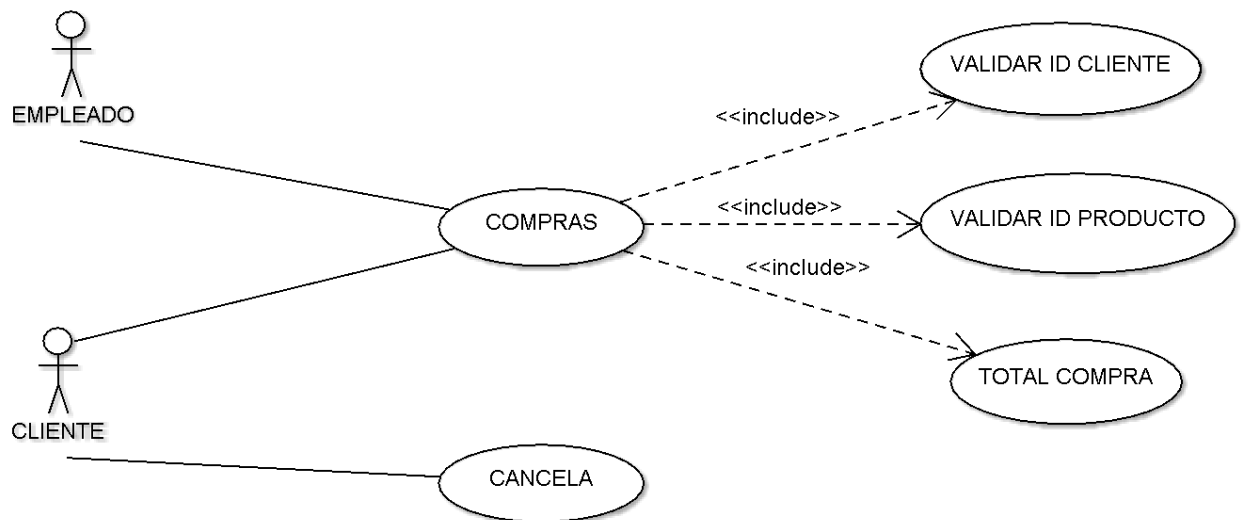 EMPLEADO
VALIDAR ID CLIENTE
<<include>>
COMPRAS
<<include>>
VALIDAR ID PRODUCTO
<<include>>
TOTAL COMPRA
CLIENTE
CANCELA